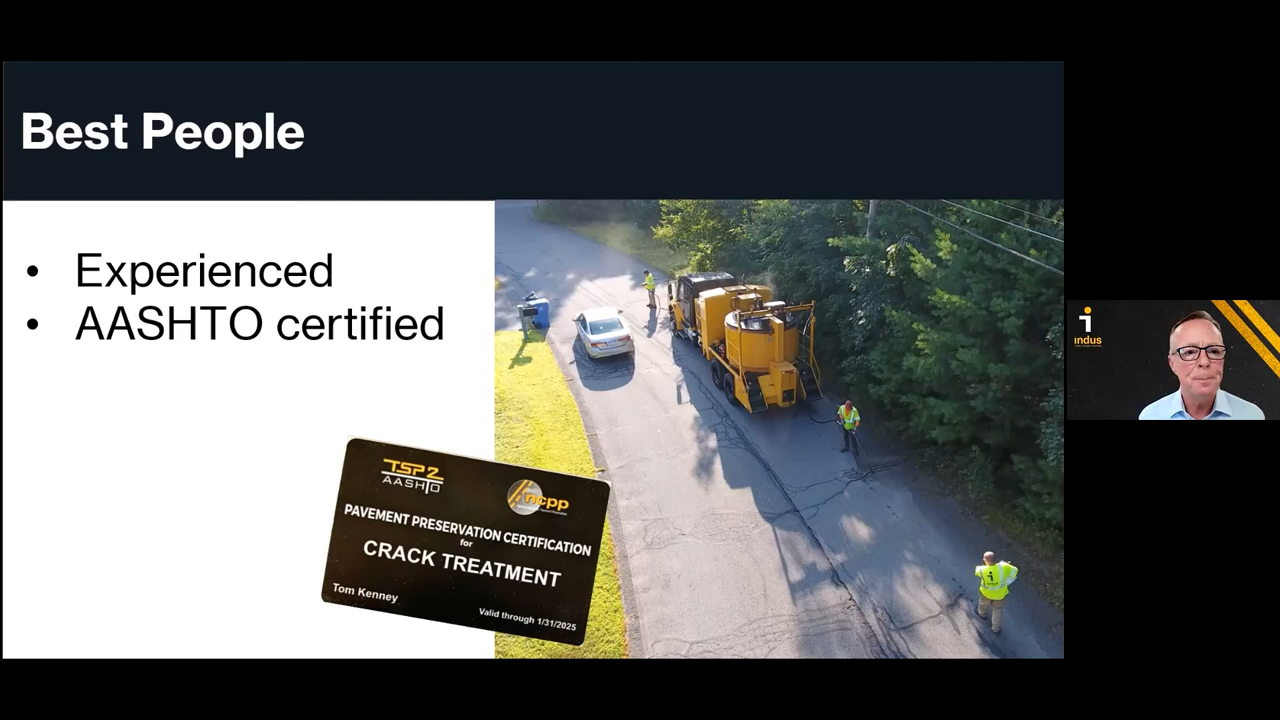 Best People
• Experienced
• AASHTO certified
TSP2
AASHTO
ncpp
PAVEMENT PRESERVATION CERTIFICATION
for
CRACK TREATMENT
Tom Kenney
Valid through 1/31/2025
indus